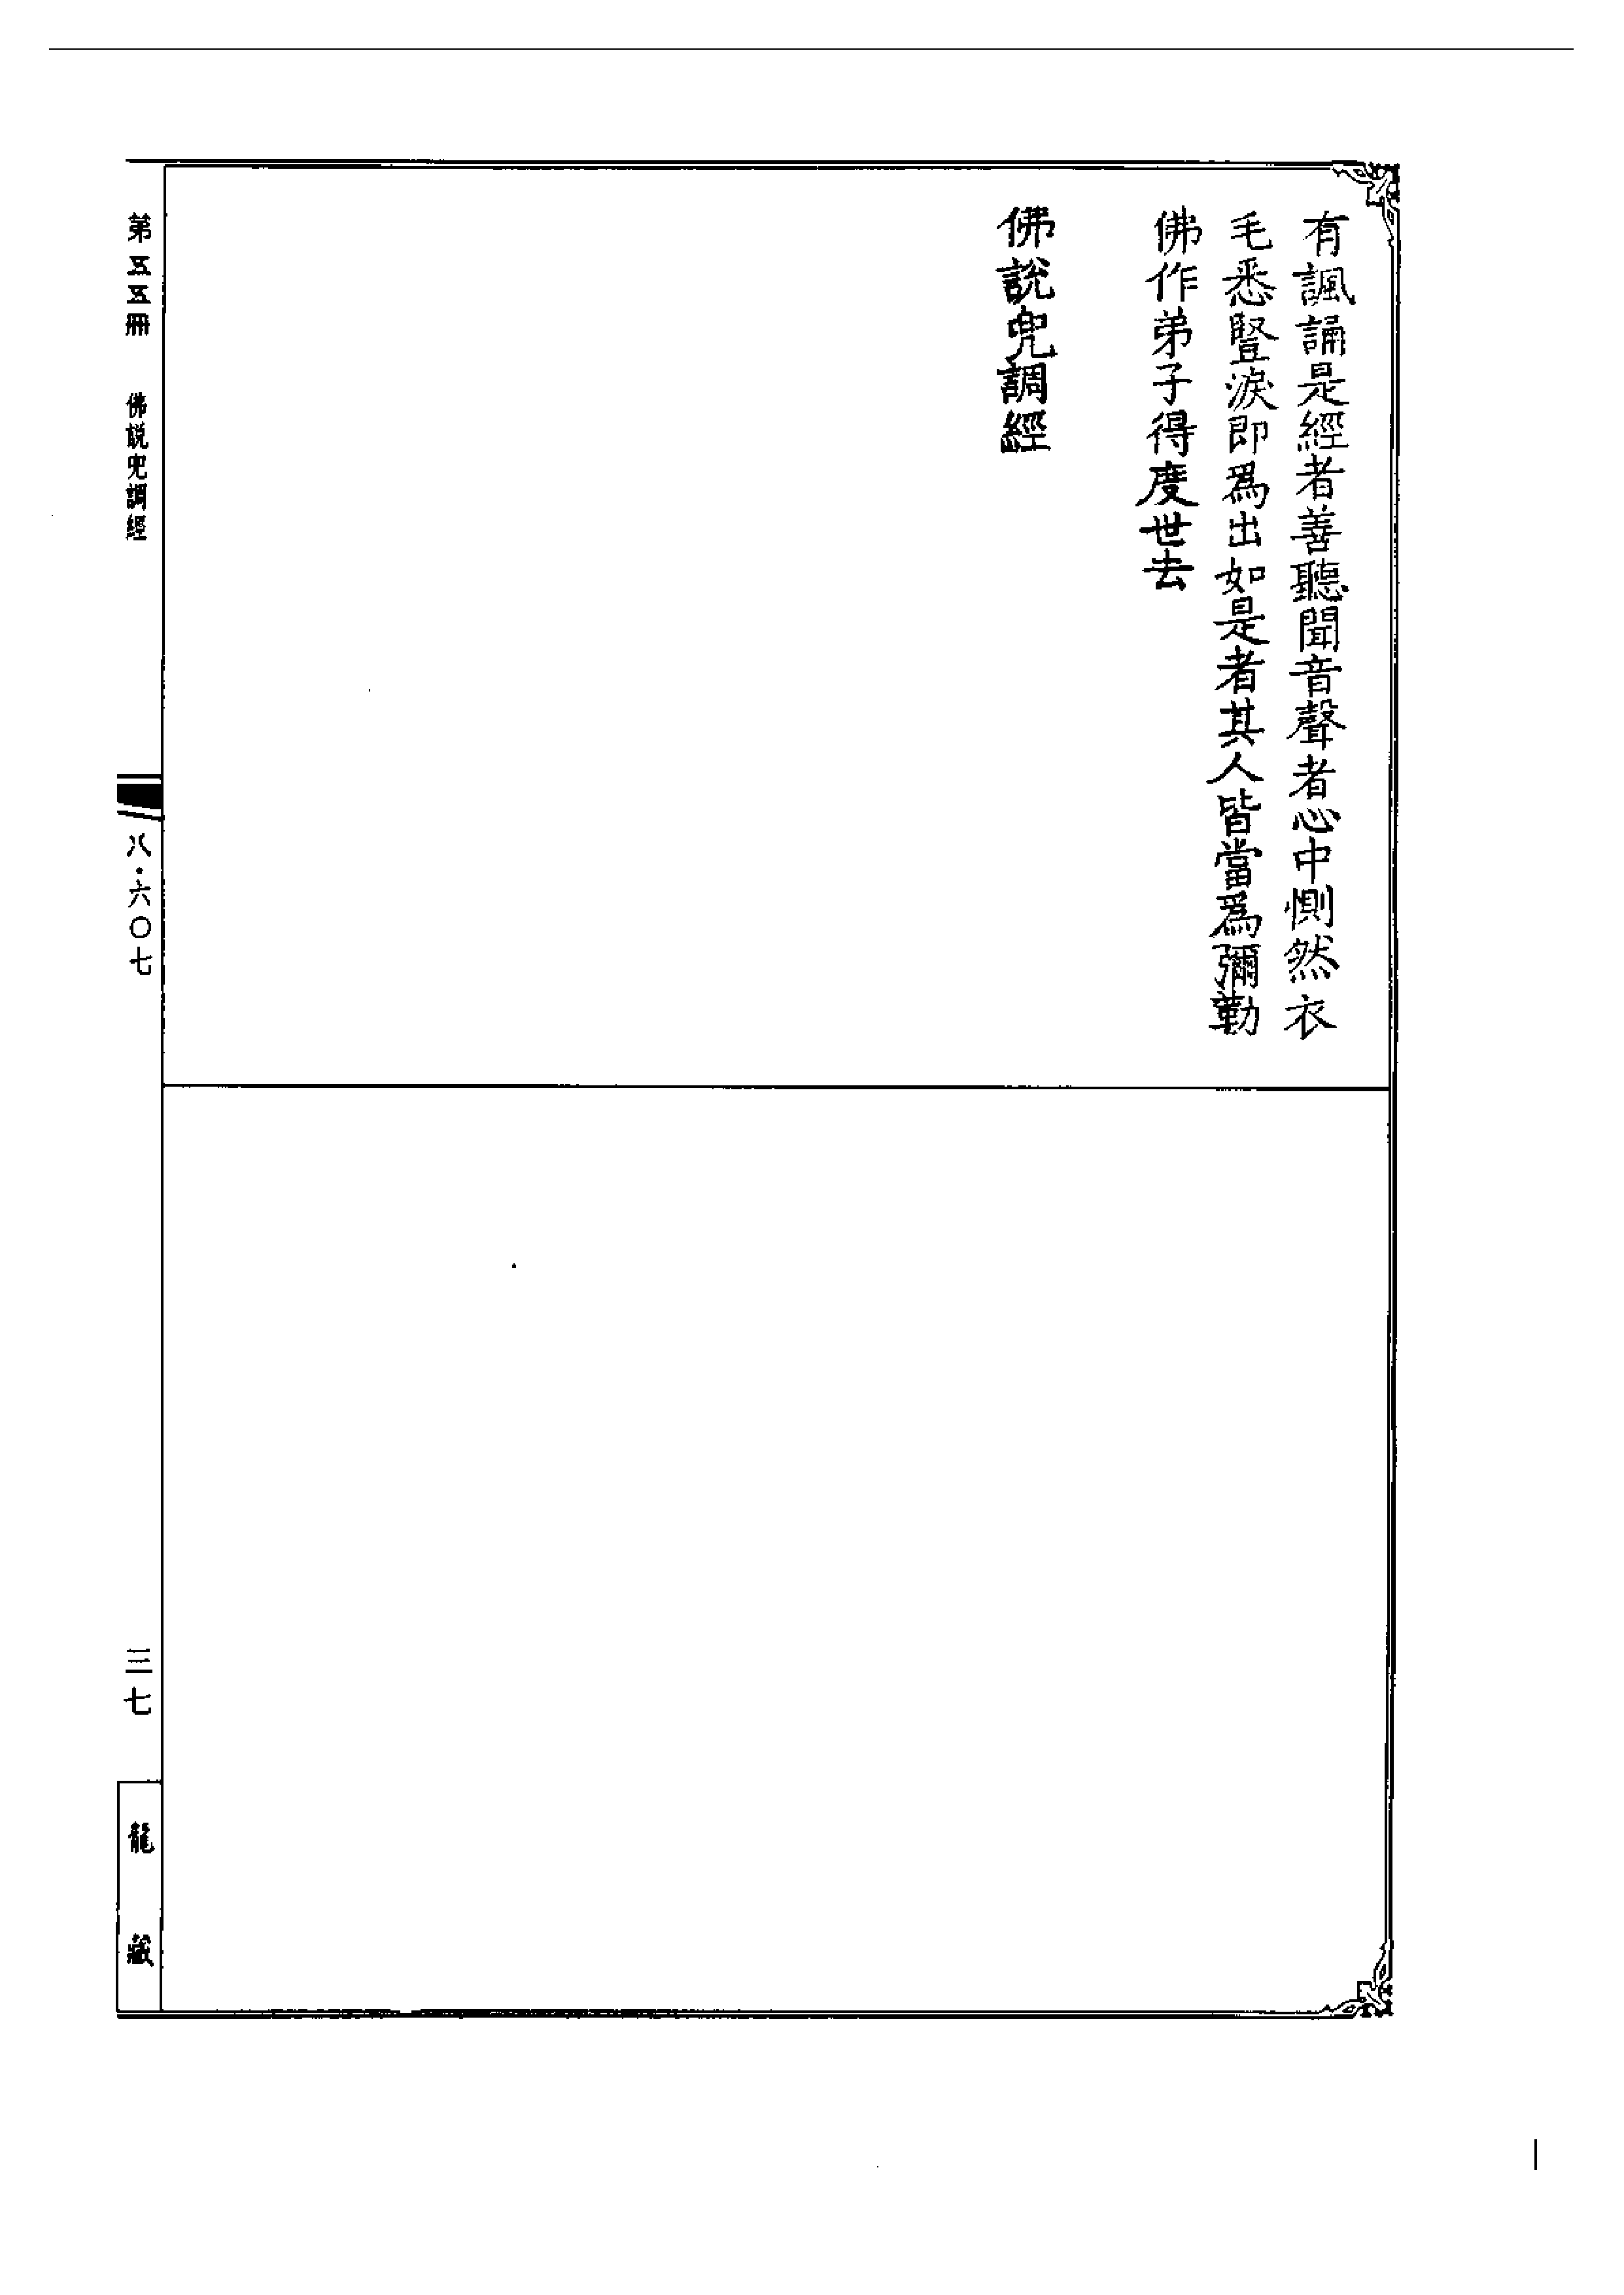 有諷誦是經者善聽聞音聲者心中惻然衣
毛悉豎淚即爲出如是者其人皆當爲彌勒
佛作弟子得度世去
佛說兜調經
第五五冊 佛説兜調經 八·六〇七 三七 龍藏